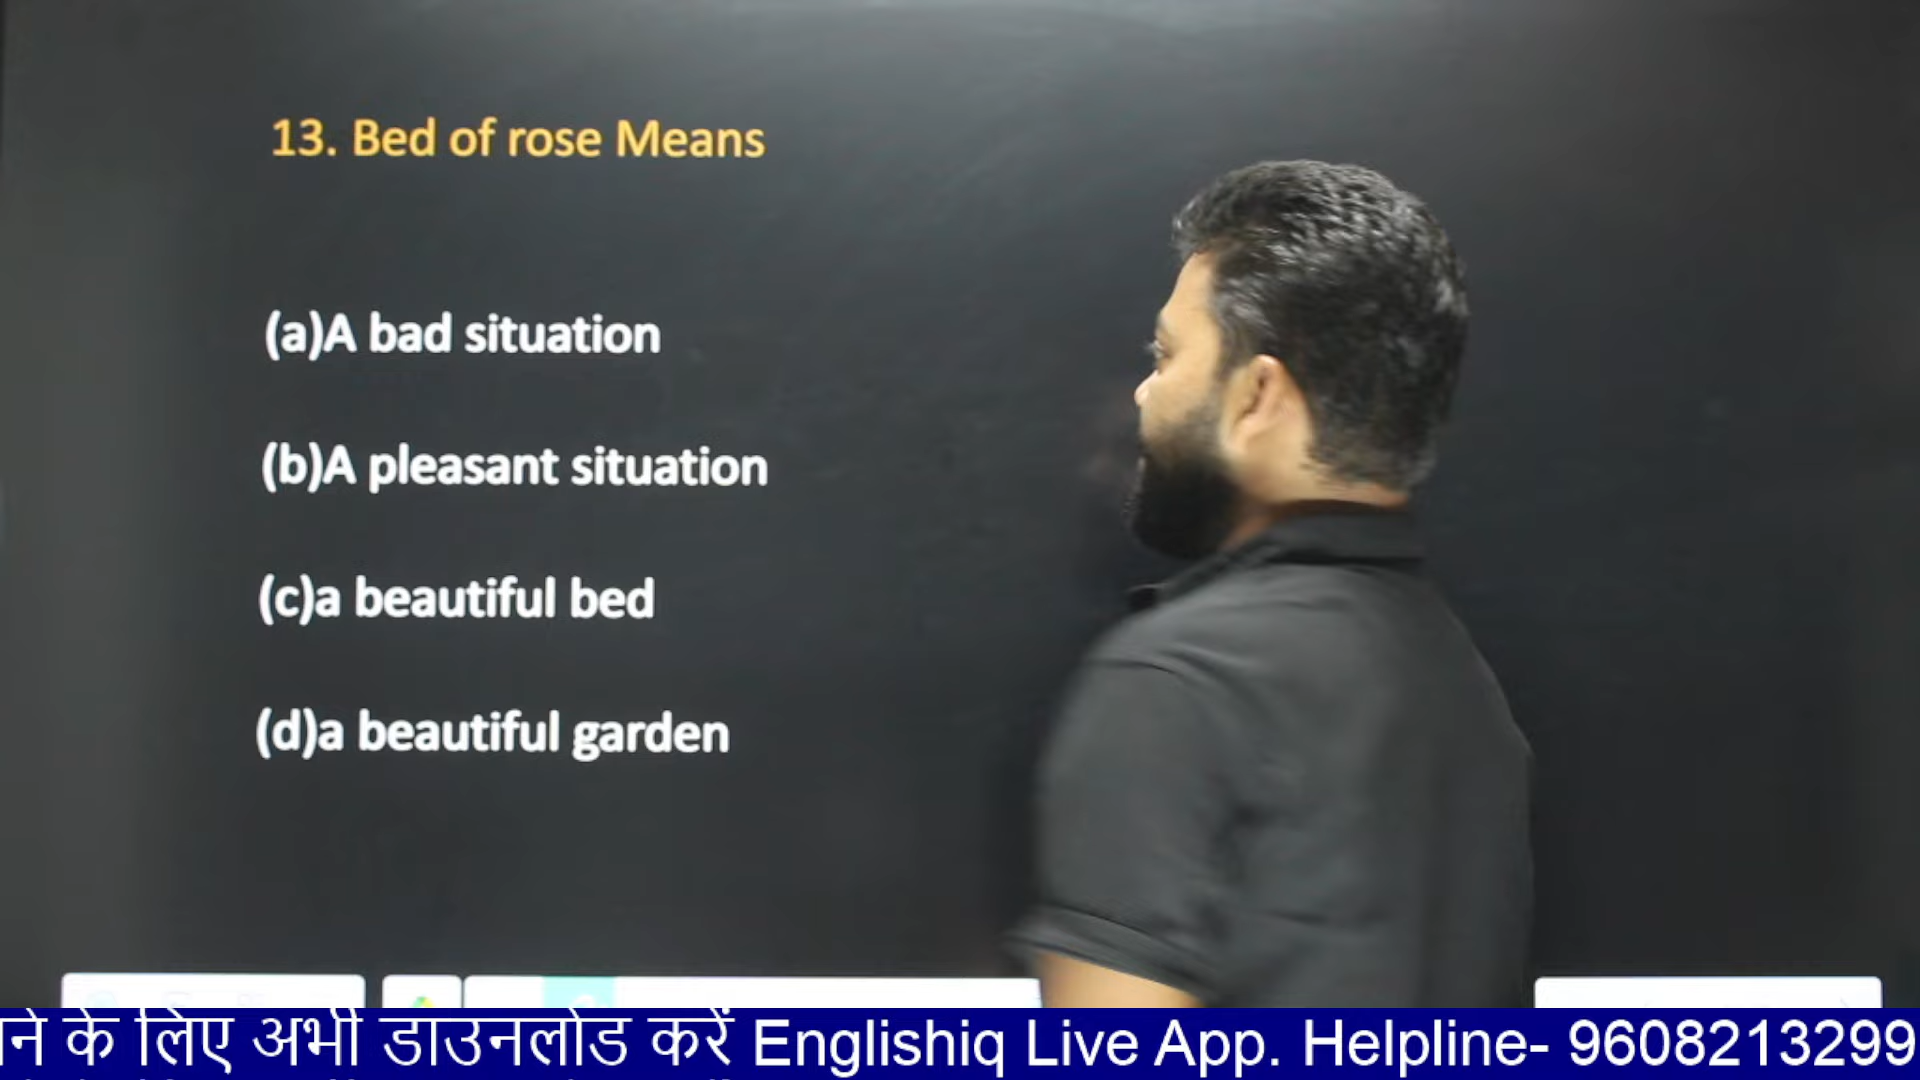 13. Bed of rose Means
(a)A bad situation
(b)A pleasant situation
(c)a beautiful bed
(d)a beautiful garden
ने के लिए अभी डाउनलोड करें Englishiq Live App. Helpline- 9608213299